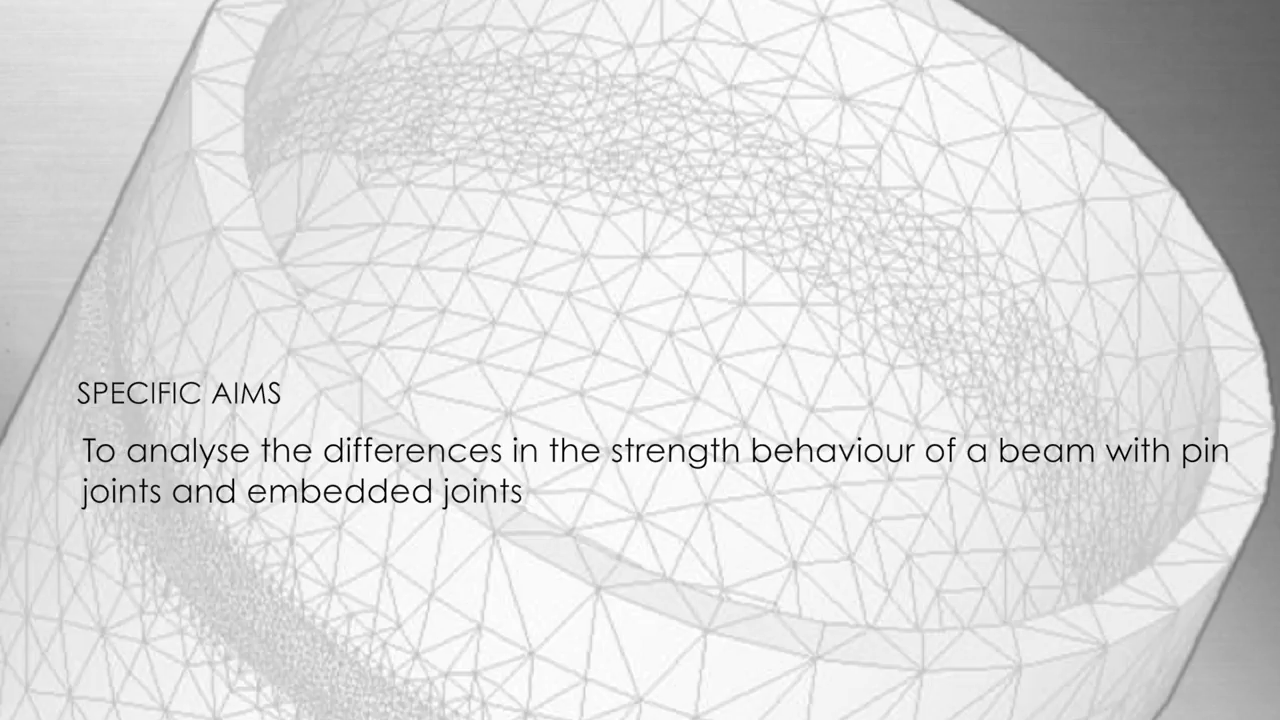 SPECIFIC AIMS
To analyse the differences in the strength behaviour of a beam with pin
joints and embedded joints